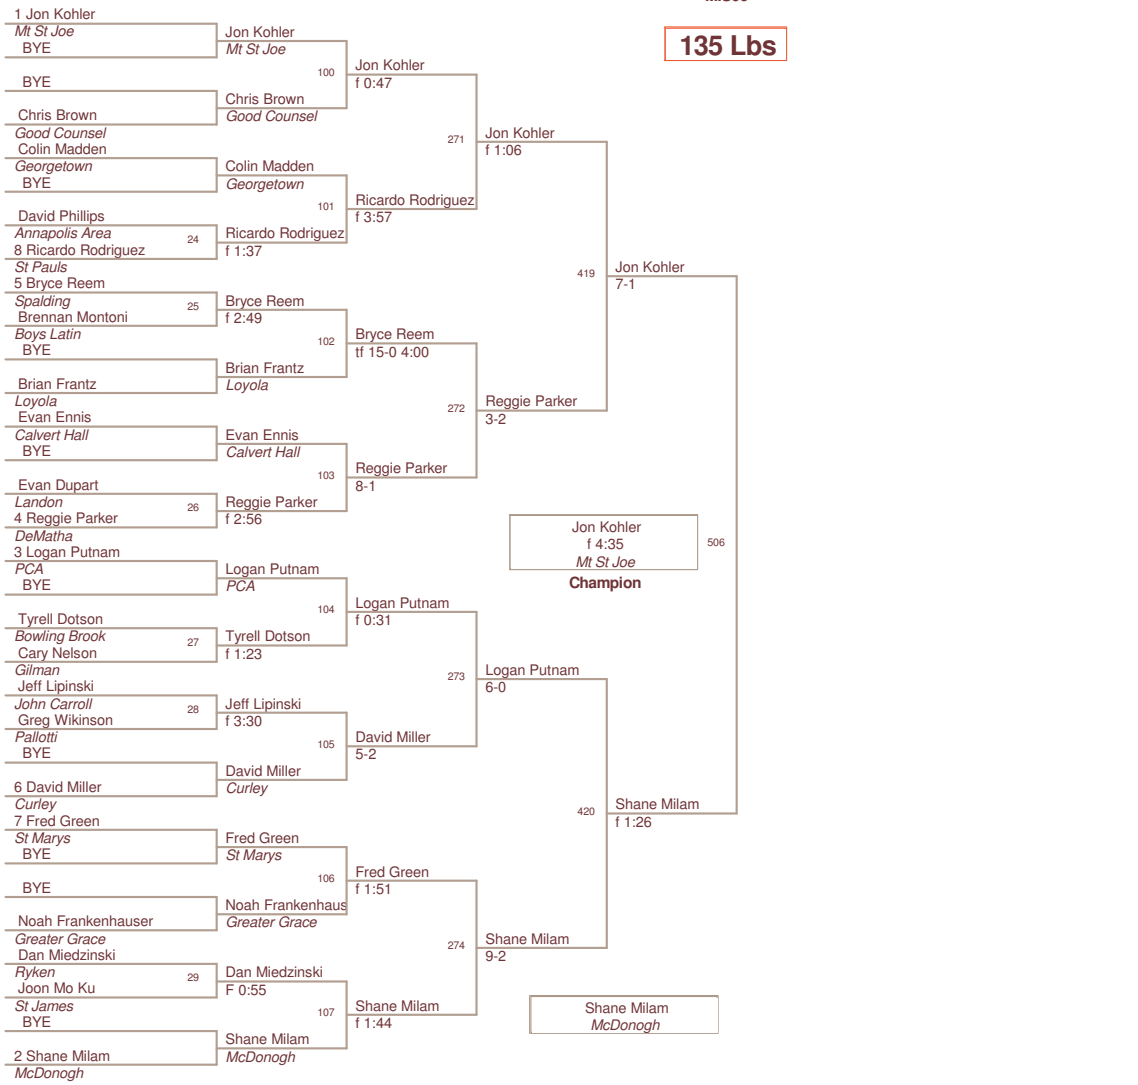 135 Lbs
1 Jon Kohler
Mt St Joe
BYE
BYE
Chris Brown
Good Counsel
Colin Madden
Georgetown
BYE
David Phillips
Annapolis Area
8 Ricardo Rodriguez
St Pauls
5 Bryce Reem
Spalding
Brennan Montoni
Boys Latin
BYE
Brian Frantz
Loyola
Evan Ennis
Calvert Hall
BYE
Evan Dupart
Landon
4 Reggie Parker
DeMatha
3 Logan Putnam
PCA
BYE
Tyrell Dotson
Bowling Brook
Cary Nelson
Gilman
Jeff Lipinski
John Carroll
Greg Wikinson
Pallotti
BYE
6 David Miller
Curley
7 Fred Green
St Marys
BYE
BYE
Noah Frankenhauser
Greater Grace
Dan Miedzinski
Ryken
Joon Mo Ku
St James
BYE
2 Shane Milam
McDonogh
24
25
26
27
28
29
Jon Kohler
Mt St Joe
Chris Brown
Good Counsel
Colin Madden
Georgetown
Ricardo Rodriguez
f 1:37
Bryce Reem
f 2:49
Brian Frantz
Loyola
Evan Ennis
Calvert Hall
Reggie Parker
f 2:56
Logan Putnam
PCA
Tyrell Dotson
f 1:23
Jeff Lipinski
f 3:30
David Miller
Curley
Fred Green
St Marys
Noah Frankenhaus
Greater Grace
Dan Miedzinski
F 0:55
Shane Milam
McDonogh
100
101
102
103
104
105
106
107
Jon Kohler
f 0:47
Ricardo Rodriguez
f 3:57
Bryce Reem
tf 15-0 4:00
Reggie Parker
8-1
Logan Putnam
f 0:31
David Miller
5-2
Fred Green
f 1:51
Shane Milam
f 1:44
271
272
273
274
Jon Kohler
f 1:06
Reggie Parker
3-2
Logan Putnam
6-0
Shane Milam
9-2
419
420
Jon Kohler
7-1
Shane Milam
f 1:26
506
Jon Kohler
f 4:35
Mt St Joe
Champion
Shane Milam
McDonogh